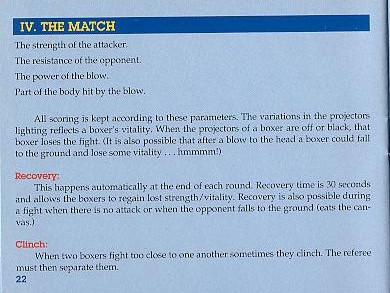 IV. THE MATCH
The strength of the attacker.
The resistance of the opponent.
The power of the blow.
Part of the body hit by the blow.
All scoring is kept according to these parameters. The variations in the projectors
lighting reflects a boxer's vitality. When the projectors of a boxer are off or black, that
boxer loses the fight. (It is also possible that after a blow to the head a boxer could fall
to the ground and lose some vitality . . . hmmmm!)
Recovery:
This happens automatically at the end of each round. Recovery time is 30 seconds
and allows the boxers to regain lost strength/vitality. Recovery is also possible during
a fight when there is no attack or when the opponent falls to the ground (eats the can-
vas.)
Clinch:
When two boxers fight too close to one another sometimes they clinch. The referee
must then separate them.
22